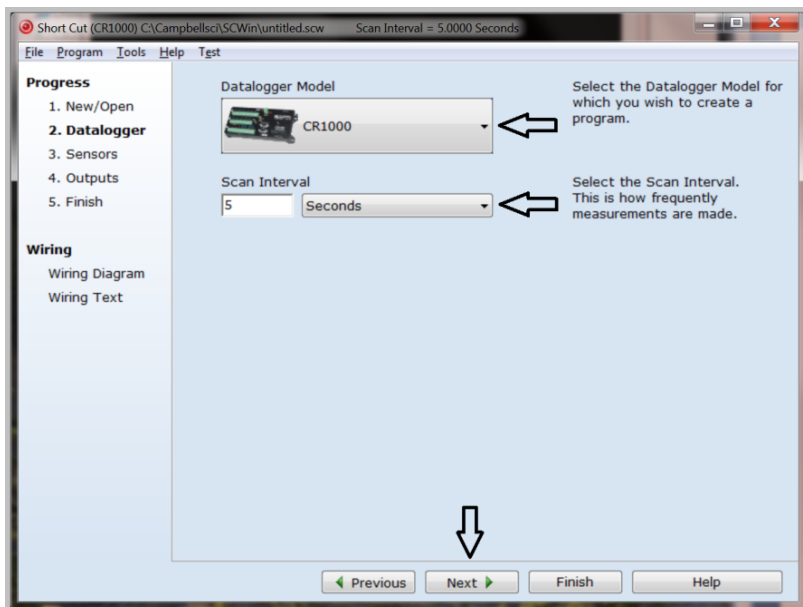 Short Cut (CR1000) C:\Campbellsci\SCWin\untitled.scw Scan Interval = 5.0000 Seconds
File Program Tools Help Test
Progress
1. New/Open
2. Datalogger
3. Sensors
4. Outputs
5. Finish
Wiring
Wiring Diagram
Wiring Text
Datalogger Model
CR1000
Select the Datalogger Model for
which you wish to create a
program.
Scan Interval
5 Seconds
Select the Scan Interval.
This is how frequently
measurements are made.
Previous Next Finish Help